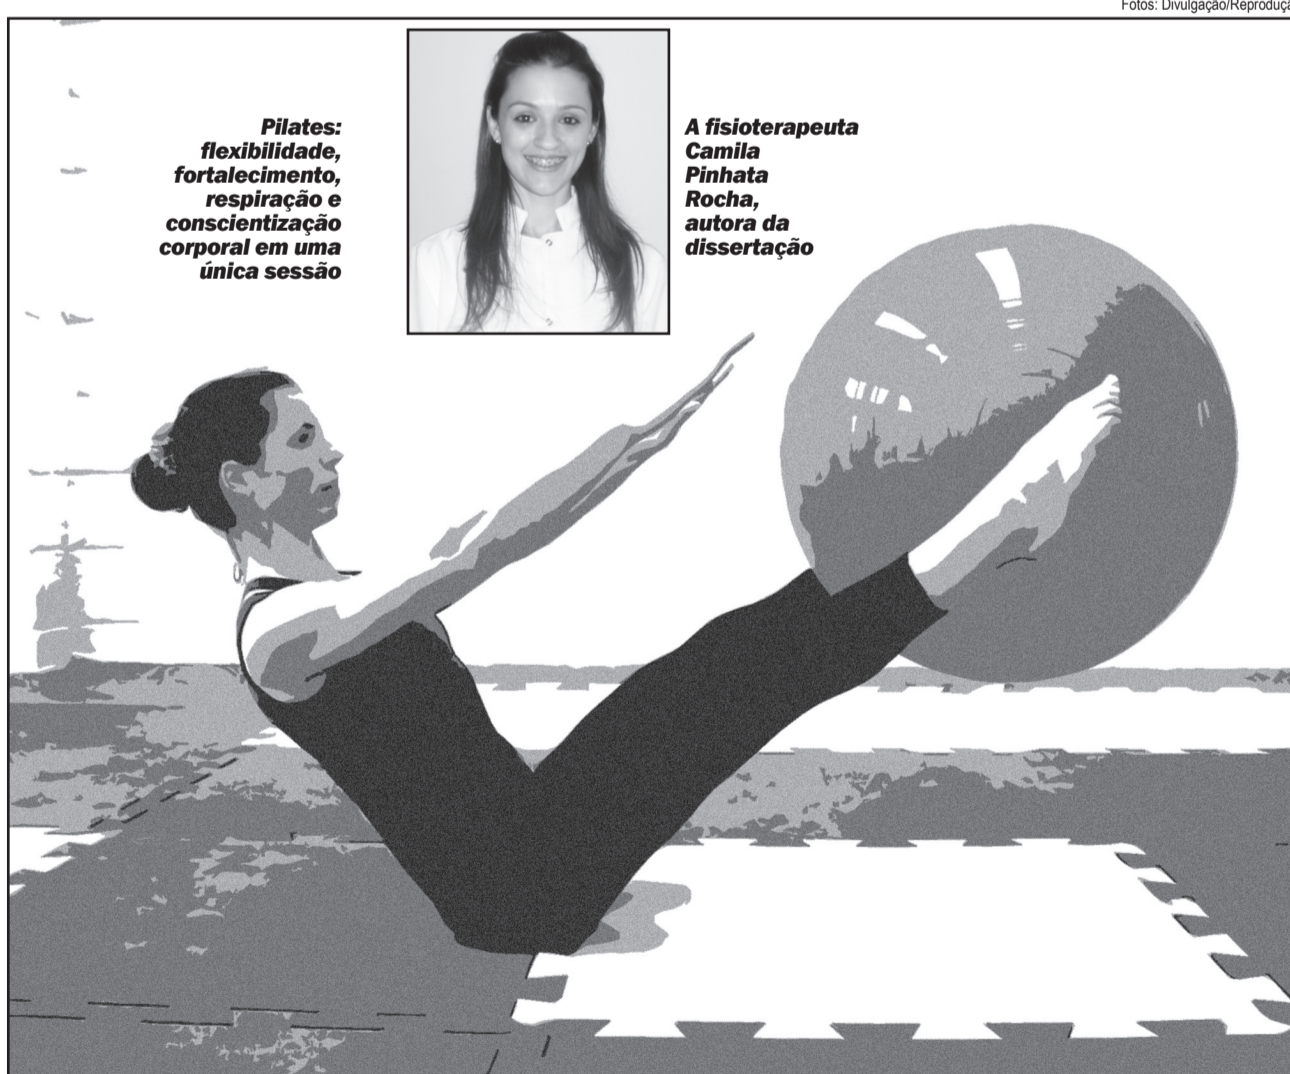 Fotos: Divulgação/Reproduçã
Pilates:
flexibilidade,
fortalecimento,
respiração e
conscientização
corporal em uma
única sessão
A fisioterapeuta
Camila
Pinhata
Rocha,
autora da
dissertação